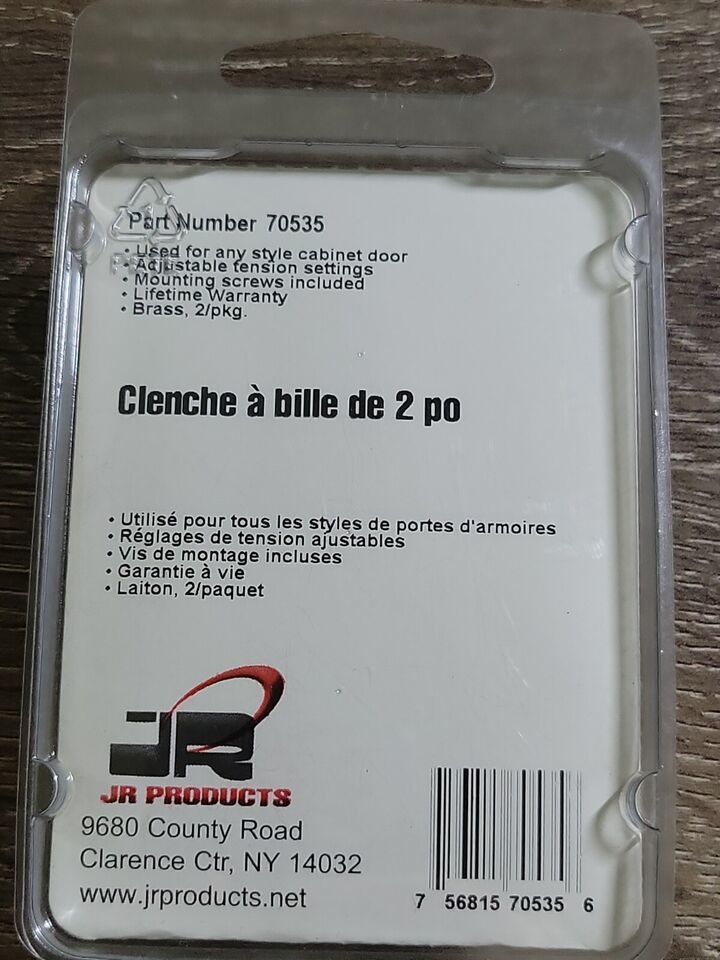 Part Number 70535
• Used for any style cabinet door
• Adjustable tension settings
• Mounting screws included
• Lifetime Warranty
• Brass, 2/pkg.
Clenche à bille de 2 po
• Utilisé pour tous les styles de portes d'armoires
• Réglages de tension ajustables
• Vis de montage incluses
• Garantie à vie
• Laiton, 2/paquet
JR
JR PRODUCTS
9680 County Road
Clarence Ctr, NY 14032
www.jrproducts.net
7 56815 70535 6